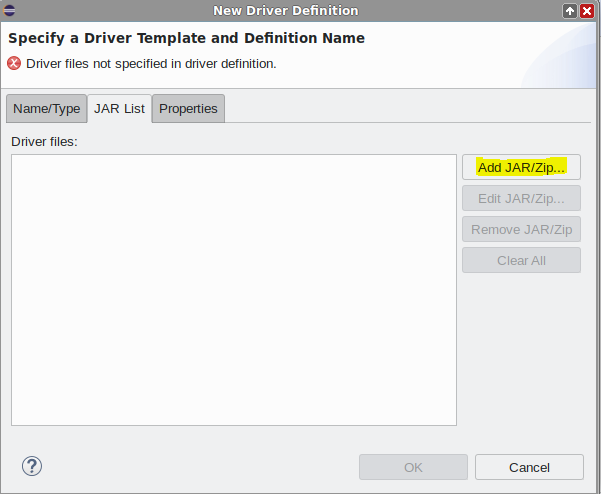 New Driver Definition
Specify a Driver Template and Definition Name
Driver files not specified in driver definition.
Name/Type JAR List Properties
Driver files:
Add JAR/Zip...
Edit JAR/Zip...
Remove JAR/Zip
Clear All
? OK Cancel